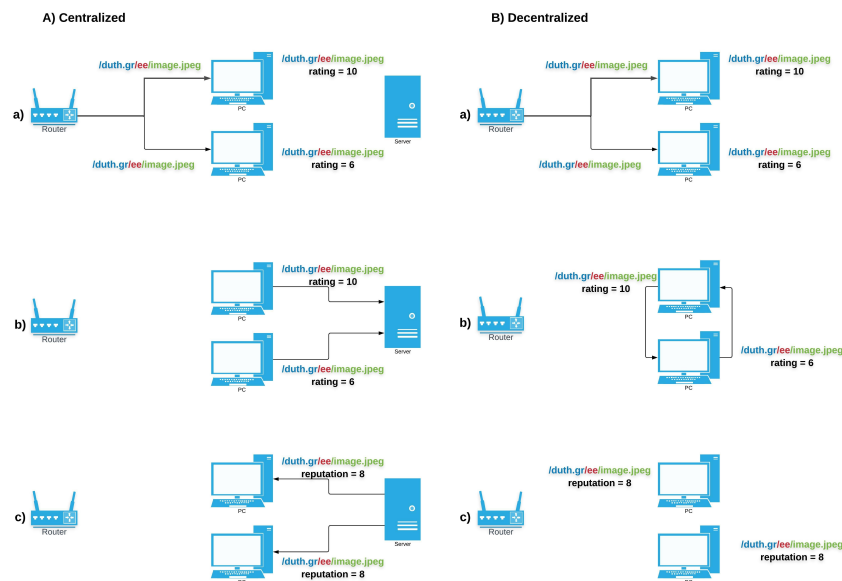 A) Centralized
B) Decentralized
a)
Router
/duth.gr/ee/image.jpeg
/duth.gr/ee/image.jpeg
PC
/duth.gr/ee/image.jpeg
rating = 10
PC
/duth.gr/ee/image.jpeg
rating = 6
Server
a)
Router
/duth.gr/ee/image.jpeg
/duth.gr/ee/image.jpeg
PC
/duth.gr/ee/image.jpeg
rating = 10
PC
/duth.gr/ee/image.jpeg
rating = 6
b)
Router
PC
/duth.gr/ee/image.jpeg
rating = 10
PC
/duth.gr/ee/image.jpeg
rating = 6
Server
b)
Router
/duth.gr/ee/image.jpeg
rating = 10
PC
PC
/duth.gr/ee/image.jpeg
rating = 6
c)
Router
PC
/duth.gr/ee/image.jpeg
reputation = 8
PC
/duth.gr/ee/image.jpeg
reputation = 8
Server
c)
Router
/duth.gr/ee/image.jpeg
reputation = 8
PC
PC
/duth.gr/ee/image.jpeg
reputation = 8